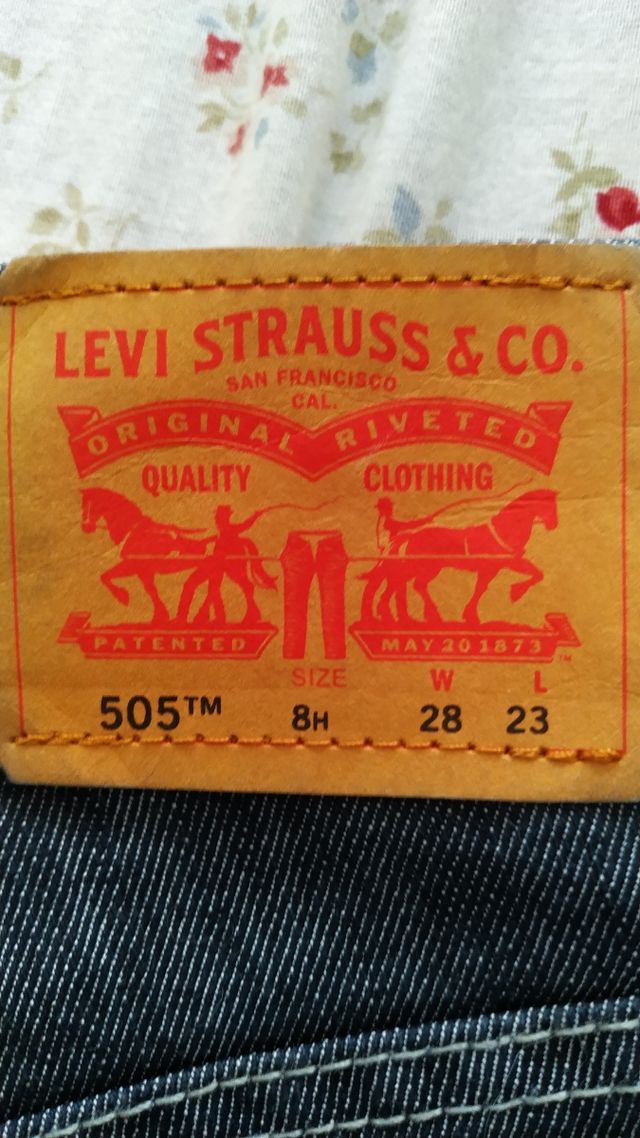 LEVI STRAUSS & CO.
SAN FRANCISCO
CAL.
ORIGINAL RIVETED
QUALITY CLOTHING
PATENTED MAY 20 1873 ™
SIZE W L
505™ 8H 28 23